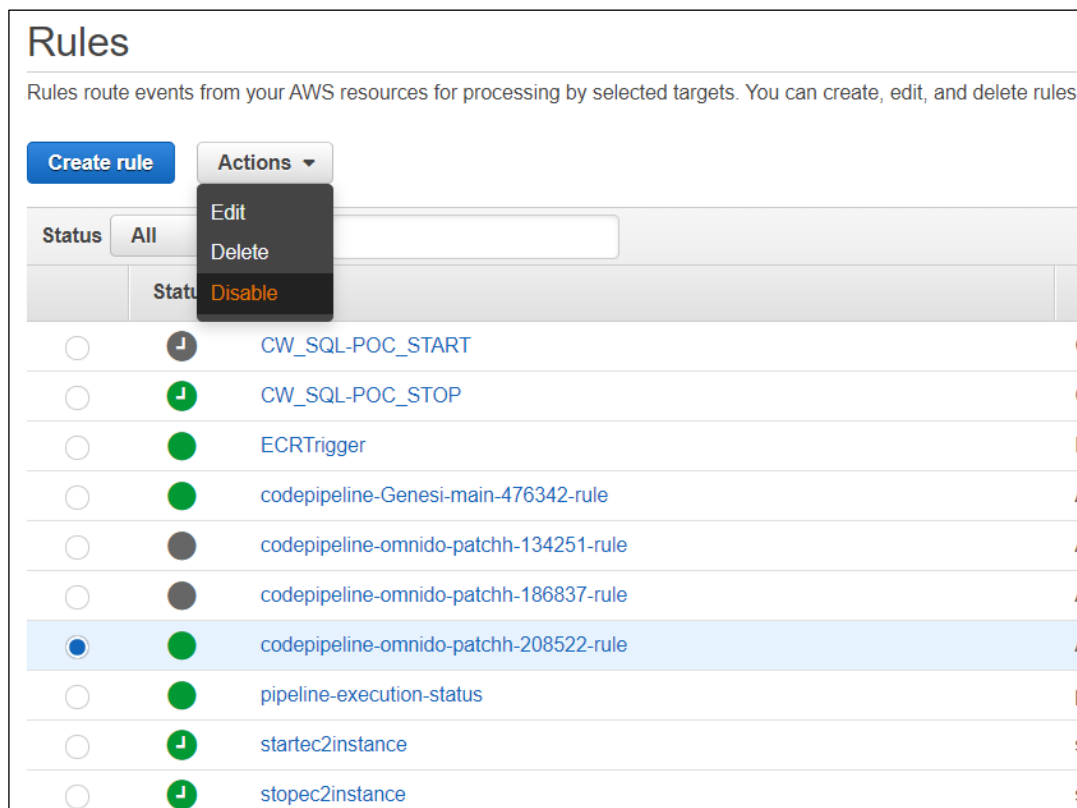 Rules
Rules route events from your AWS resources for processing by selected targets. You can create, edit, and delete rules
Create rule Actions
Edit
Status All
Delete
Statu Disable
CW_SQL-POC_START
CW_SQL-POC_STOP
ECRTrigger
codepipeline-Genesi-main-476342-rule
codepipeline-omnido-patchh-134251-rule
codepipeline-omnido-patchh-186837-rule
codepipeline-omnido-patchh-208522-rule
pipeline-execution-status
startec2instance
stopec2instance